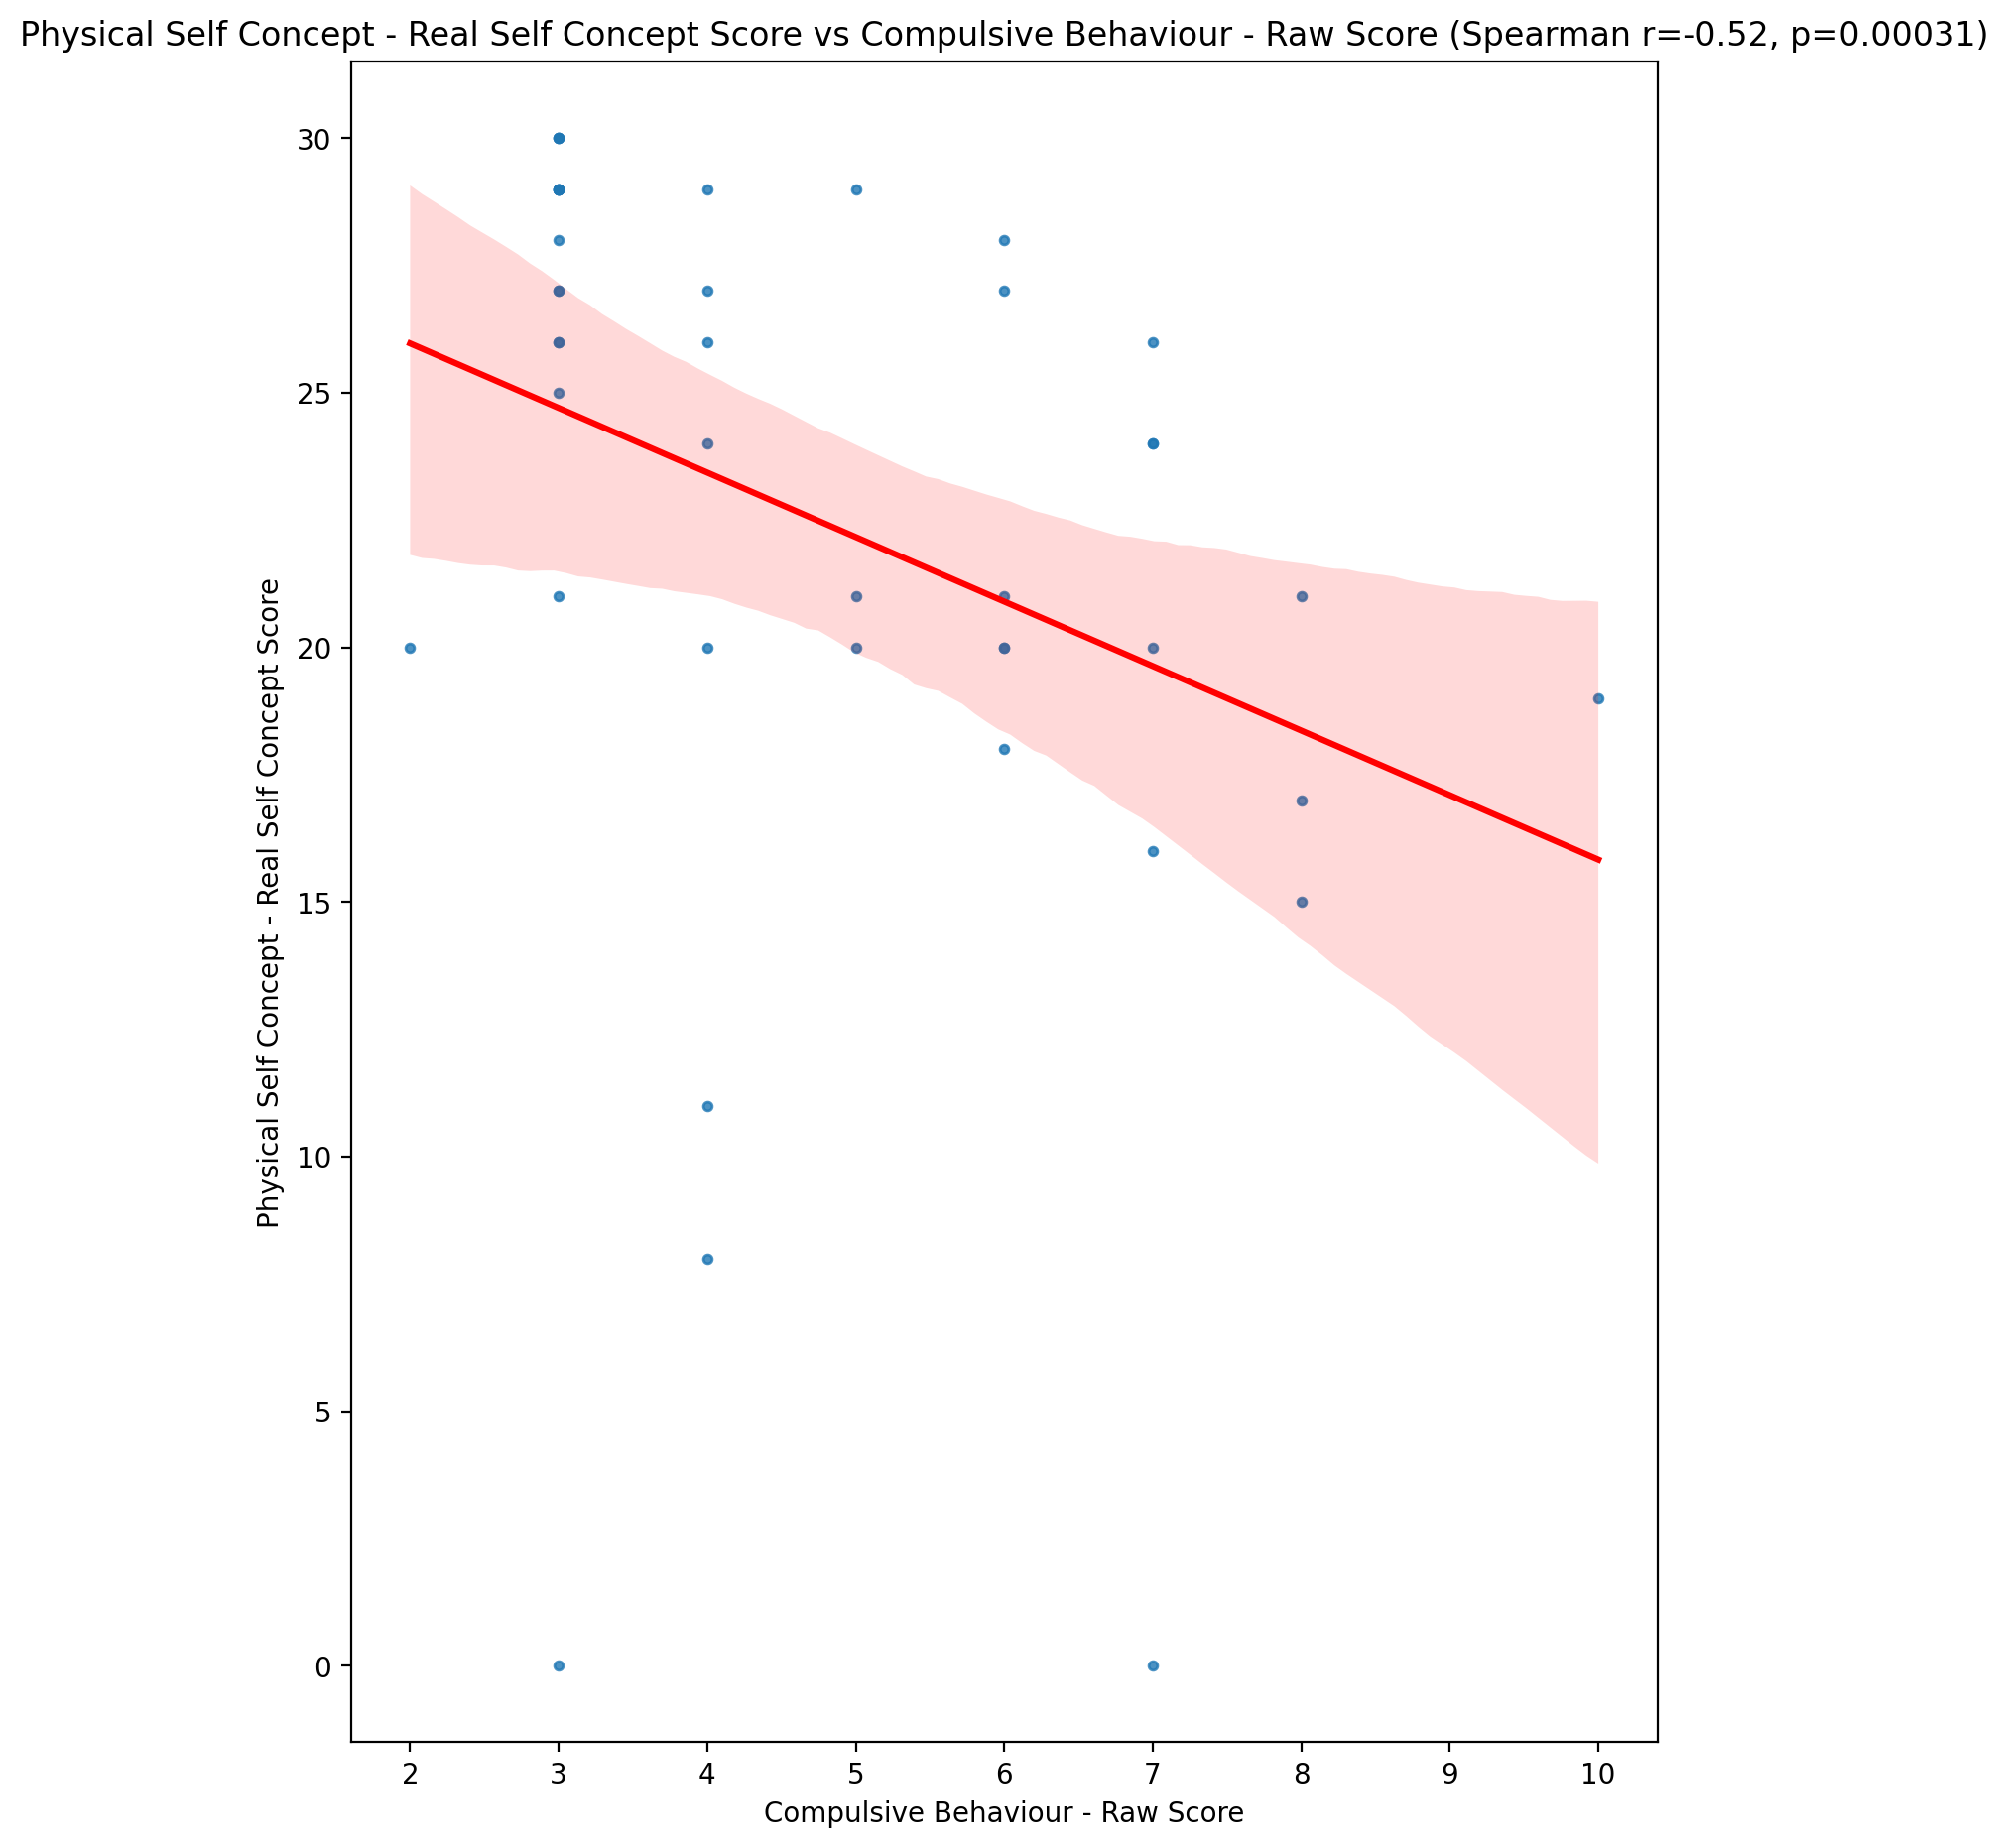 Physical Self Concept - Real Self Concept Score vs Compulsive Behaviour - Raw Score (Spearman r=-0.52, p=0.00031)
Physical Self Concept - Real Self Concept Score
30
25
20
15
10
5
0
2 3 4 5 6 7 8 9 10
Compulsive Behaviour - Raw Score